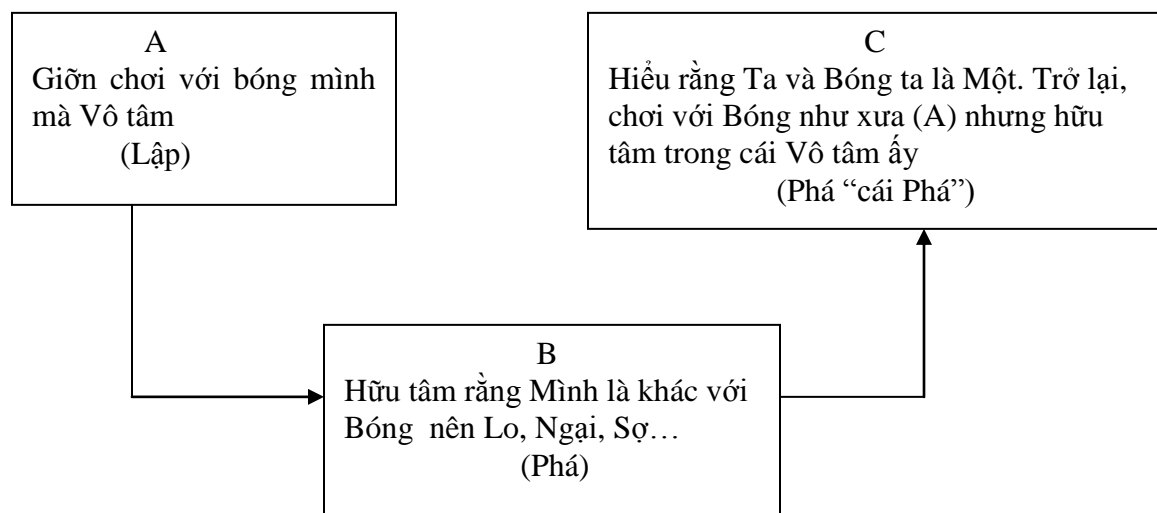 A
Giỡn chơi với bóng mình
mà Vô tâm
(Lập)
C
Hiểu rằng Ta và Bóng ta là Một. Trở lại,
chơi với Bóng như xưa (A) nhưng hữu
tâm trong cái Vô tâm ấy
(Phá “cái Phá”)
B
Hữu tâm rằng Mình là khác với
Bóng nên Lo, Ngại, Sợ…
(Phá)